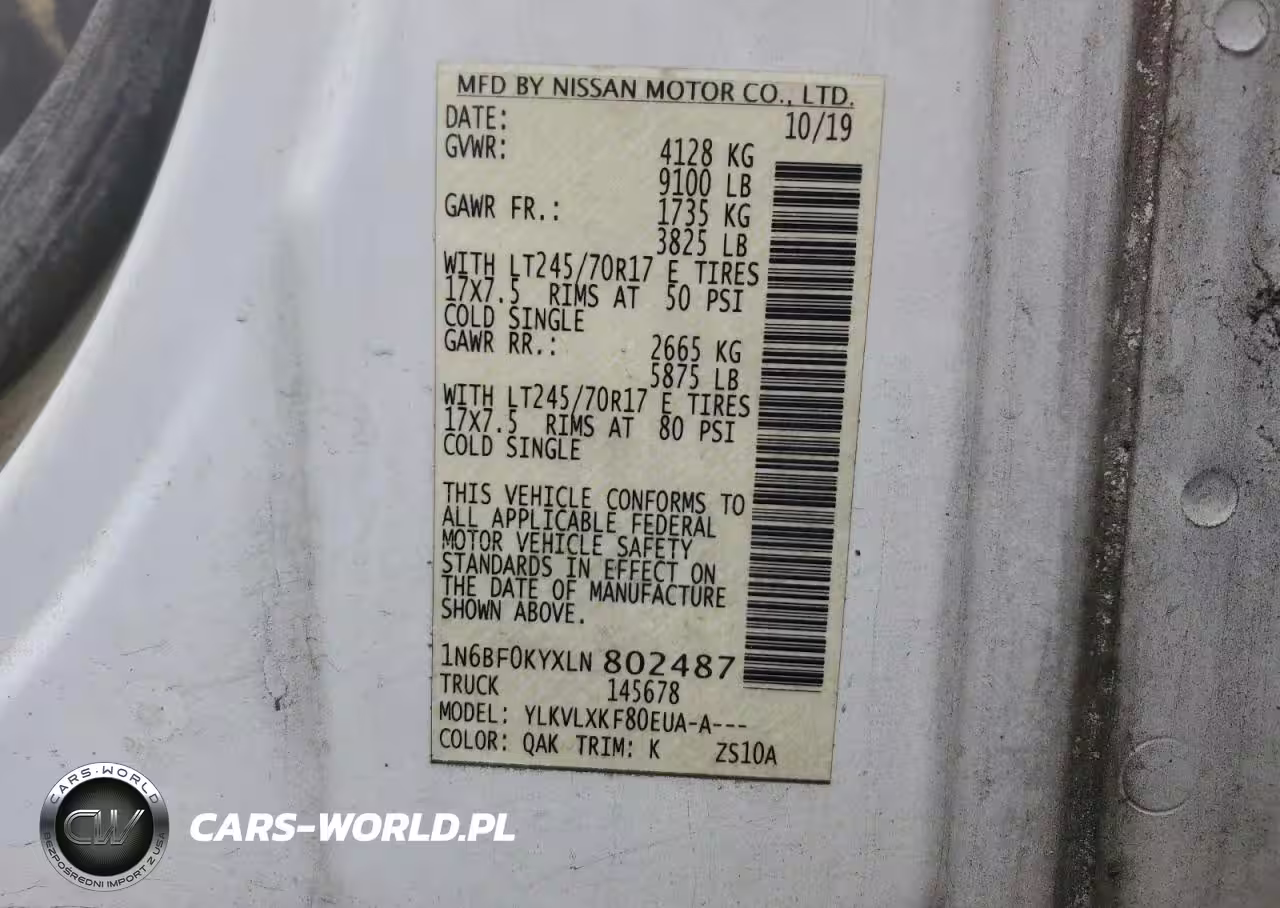 MFD BY NISSAN MOTOR CO., LTD.
DATE: 10/19
GVWR: 4128 KG
9100 LB
GAWR FR.: 1735 KG
3825 LB
WITH LT245/70R17 E TIRES
17X7.5 RIMS AT 50 PSI
COLD SINGLE
GAWR RR.: 2665 KG
5875 LB
WITH LT245/70R17 E TIRES
17X7.5 RIMS AT 80 PSI
COLD SINGLE
THIS VEHICLE CONFORMS TO
ALL APPLICABLE FEDERAL
MOTOR VEHICLE SAFETY
STANDARDS IN EFFECT ON
THE DATE OF MANUFACTURE
SHOWN ABOVE.
1N6BF0KYXLN 802487
TRUCK 145678
MODEL: YLKVLXKF80EUA-A---
COLOR: QAK TRIM: K ZS10A
CARS-WORLD
CW
BEZPOŚREDNI IMPORT Z USA
CARS-WORLD.PL